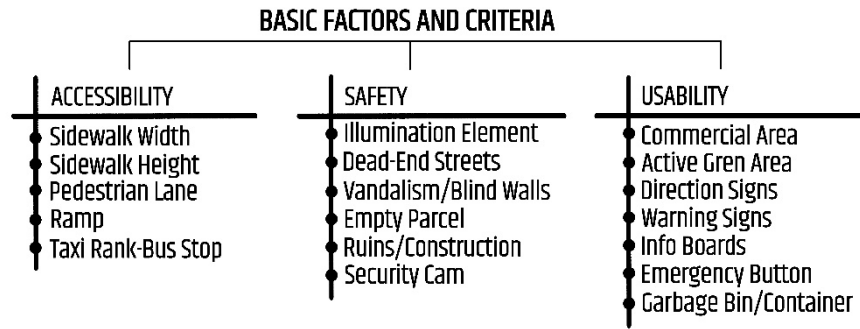 BASIC FACTORS AND CRITERIA
ACCESSIBILITY
Sidewalk Width
Sidewalk Height
Pedestrian Lane
Ramp
Taxi Rank-Bus Stop
SAFETY
Illumination Element
Dead-End Streets
Vandalism/Blind Walls
Empty Parcel
Ruins/Construction
Security Cam
USABILITY
Commercial Area
Active Gren Area
Direction Signs
Warning Signs
Info Boards
Emergency Button
Garbage Bin/Container